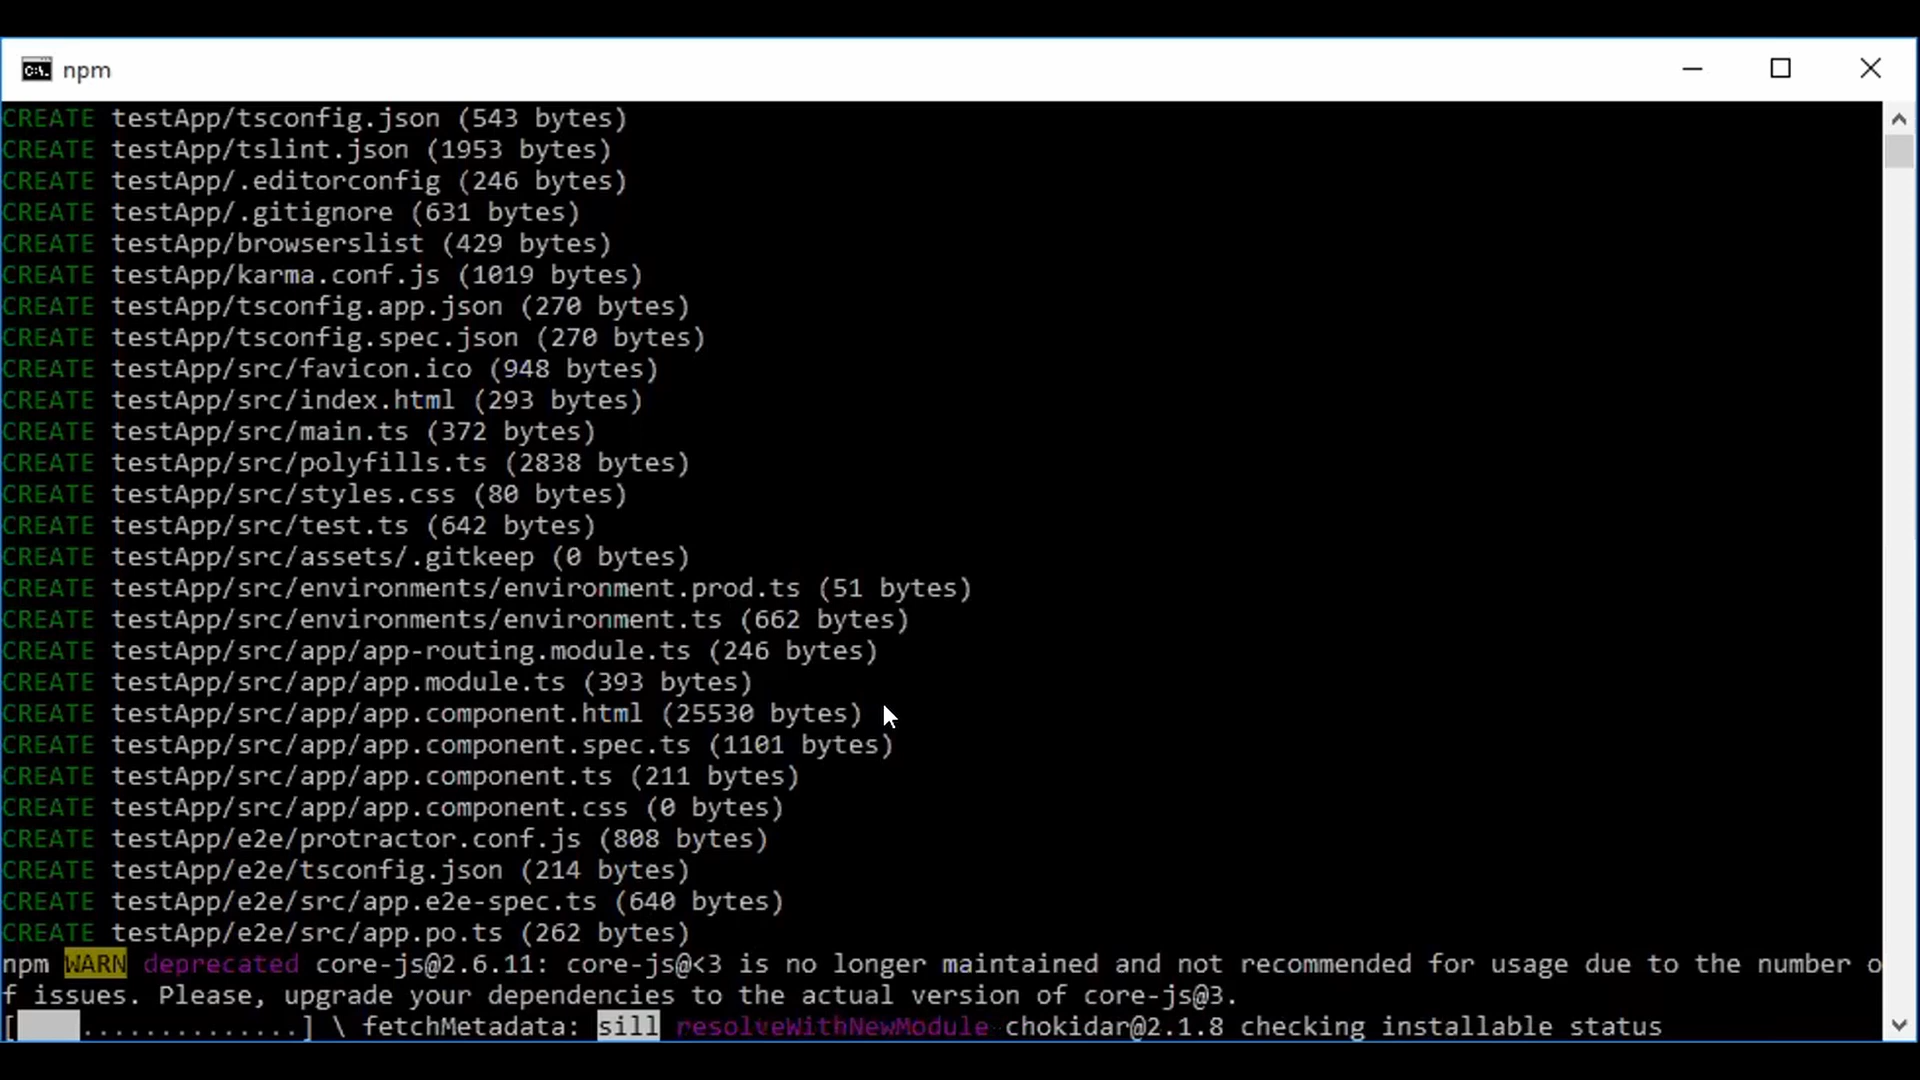 npm
CREATE testApp/tsconfig.json (543 bytes)
CREATE testApp/tslint.json (1953 bytes)
CREATE testApp/.editorconfig (246 bytes)
CREATE testApp/.gitignore (631 bytes)
CREATE testApp/browserslist (429 bytes)
CREATE testApp/karma.conf.js (1019 bytes)
CREATE testApp/tsconfig.app.json (270 bytes)
CREATE testApp/tsconfig.spec.json (270 bytes)
CREATE testApp/src/favicon.ico (948 bytes)
CREATE testApp/src/index.html (293 bytes)
CREATE testApp/src/main.ts (372 bytes)
CREATE testApp/src/polyfills.ts (2838 bytes)
CREATE testApp/src/styles.css (80 bytes)
CREATE testApp/src/test.ts (642 bytes)
CREATE testApp/src/assets/.gitkeep (0 bytes)
CREATE testApp/src/environments/environment.prod.ts (51 bytes)
CREATE testApp/src/environments/environment.ts (662 bytes)
CREATE testApp/src/app/app-routing.module.ts (246 bytes)
CREATE testApp/src/app/app.module.ts (393 bytes)
CREATE testApp/src/app/app.component.html (25530 bytes)
CREATE testApp/src/app/app.component.spec.ts (1101 bytes)
CREATE testApp/src/app/app.component.ts (211 bytes)
CREATE testApp/src/app/app.component.css (0 bytes)
CREATE testApp/e2e/protractor.conf.js (808 bytes)
CREATE testApp/e2e/tsconfig.json (214 bytes)
CREATE testApp/e2e/src/app.e2e-spec.ts (640 bytes)
CREATE testApp/e2e/src/app.po.ts (262 bytes)
npm WARN deprecated core-js@2.6.11: core-js@<3 is no longer maintained and not recommended for usage due to the number o
f issues. Please, upgrade your dependencies to the actual version of core-js@3.
[    ..............] \ fetchMetadata: sill resolveWithNewModule chokidar@2.1.8 checking installable status